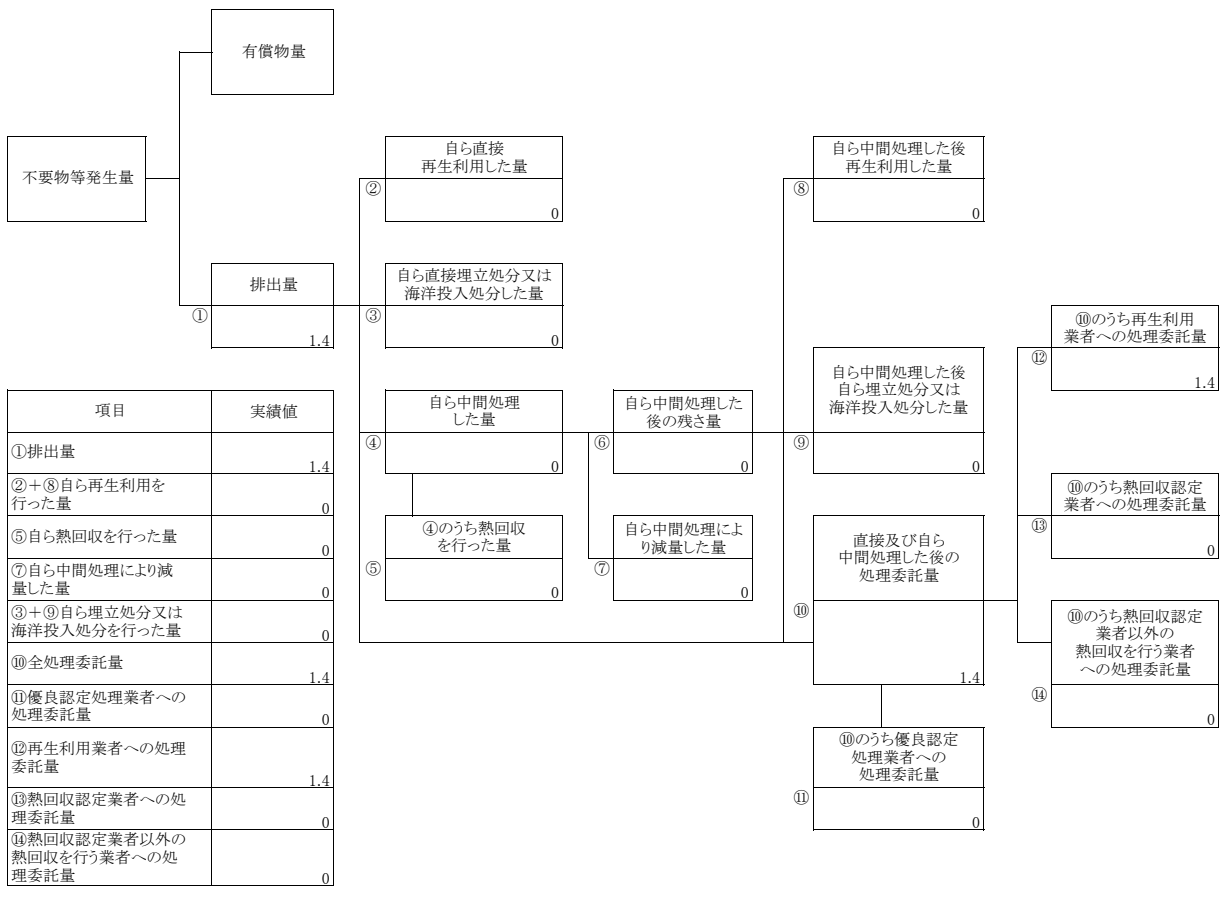 有償物量
不要物等発生量
排出量
①
1.4
自ら直接
再生利用した量
②
0
自ら直接埋立処分又は
海洋投入処分した量
③
0
自ら中間処理
した量
④
0
④のうち熱回収
を行った量
⑤
0
自ら中間処理した
後の残さ量
⑥
0
自ら中間処理によ
り減量した量
⑦
0
自ら中間処理した後
再生利用した量
⑧
0
自ら中間処理した後
自ら埋立処分又は
海洋投入処分した量
⑨
0
直接及び自ら
中間処理した後の
処理委託量
⑩
1.4
⑩のうち優良認定
処理業者への
処理委託量
⑪
0
⑩のうち再生利用
業者への処理委託量
⑫
1.4
⑩のうち熱回収認定
業者への処理委託量
⑬
0
⑩のうち熱回収認定
業者以外の
熱回収を行う業者
への処理委託量
⑭
0
項目 実績値
①排出量
1.4
②＋⑧自ら再生利用を
行った量
0
⑤自ら熱回収を行った量
0
⑦自ら中間処理により減
量した量
0
③＋⑨自ら埋立処分又は
海洋投入処分を行った量
0
⑩全処理委託量
1.4
⑪優良認定処理業者への
処理委託量
0
⑫再生利用業者への処理
委託量
1.4
⑬熱回収認定業者への処
理委託量
0
⑭熱回収認定業者以外の
熱回収を行う業者への処
理委託量
0